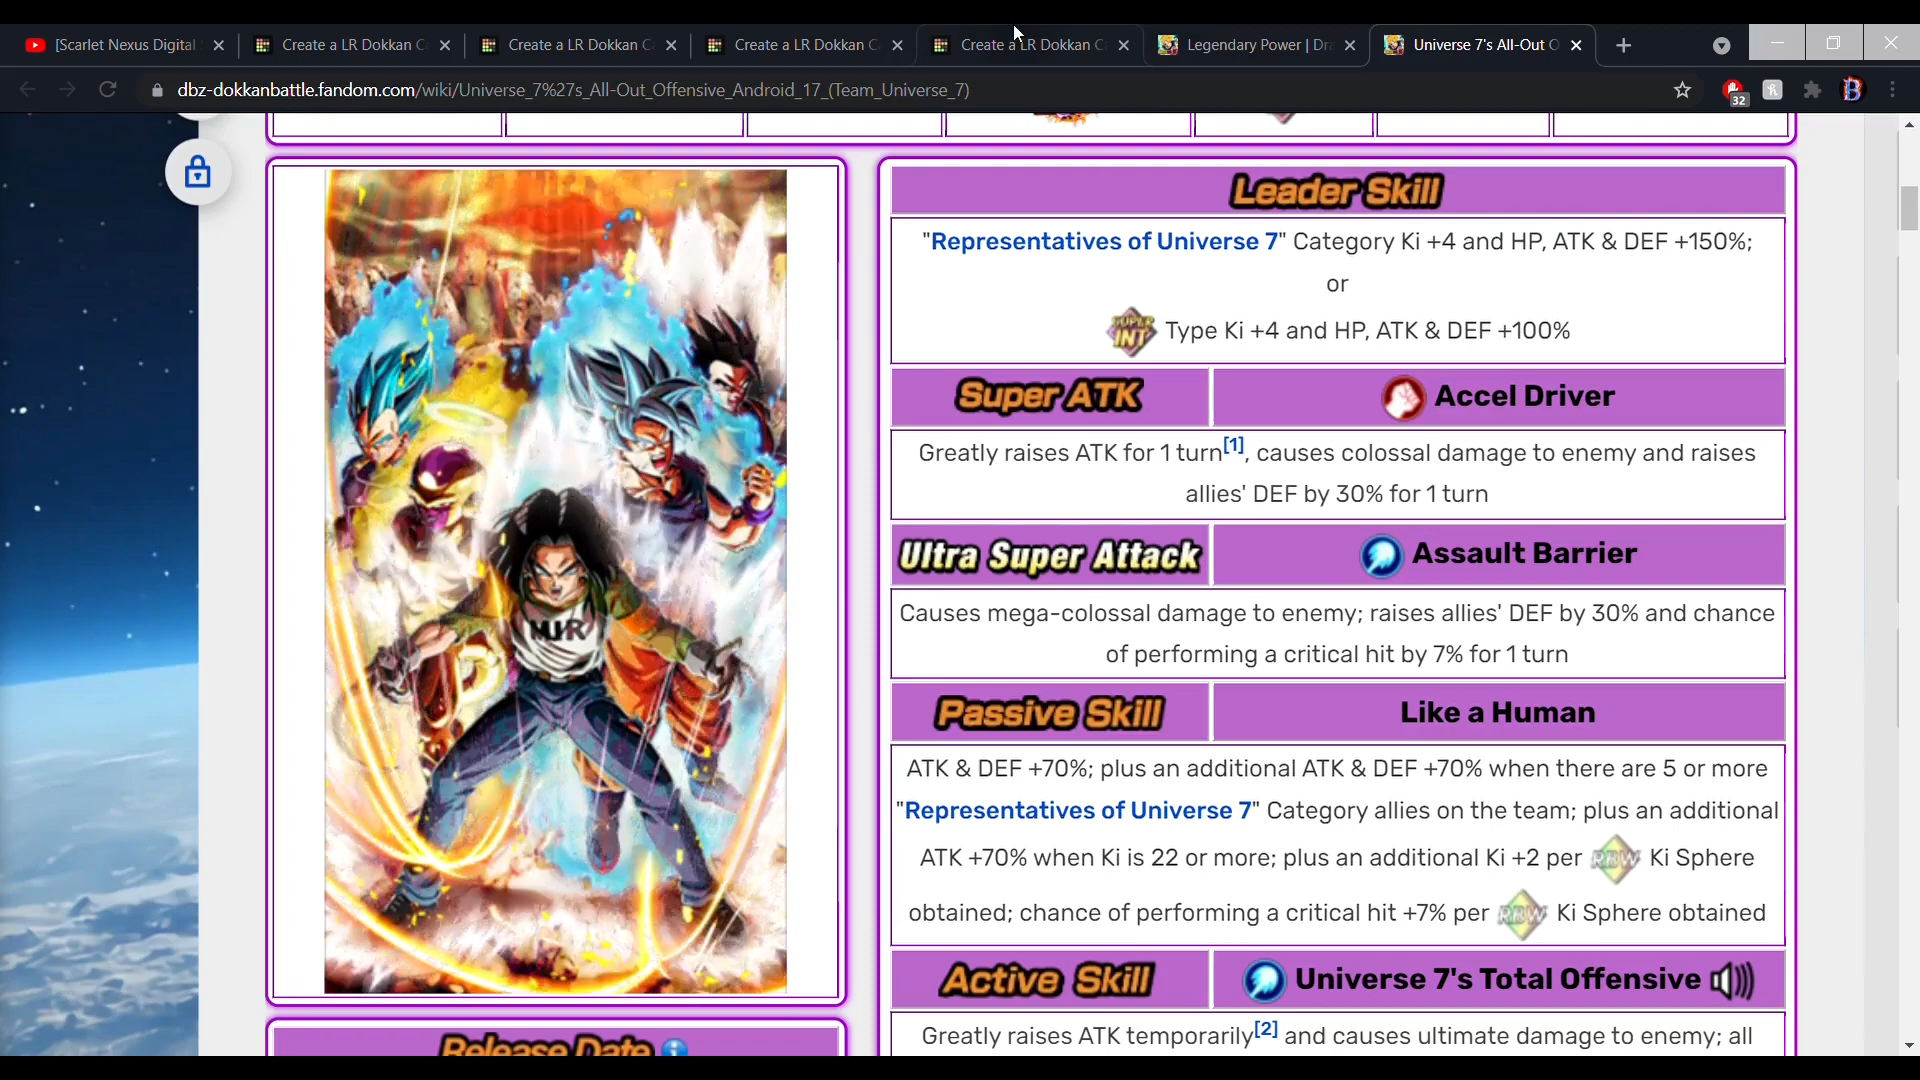 [Scarlet Nexus Digital
Create a LR Dokkan C
Create a LR Dokkan C
Create a LR Dokkan C
Create a LR Dokkan C
Legendary Power | Dra
Universe 7's All-Out O
dbz-dokkanbattle.fandom.com/wiki/Universe_7%27s_All-Out_Offensive_Android_17_(Team_Universe_7)
32
Leader Skill
"Representatives of Universe 7" Category Ki +4 and HP, ATK & DEF +150%;
or
SUPER INT Type Ki +4 and HP, ATK & DEF +100%
Super ATK
Accel Driver
Greatly raises ATK for 1 turn[1], causes colossal damage to enemy and raises
allies' DEF by 30% for 1 turn
Ultra Super Attack
Assault Barrier
Causes mega-colossal damage to enemy; raises allies' DEF by 30% and chance
of performing a critical hit by 7% for 1 turn
Passive Skill
Like a Human
ATK & DEF +70%; plus an additional ATK & DEF +70% when there are 5 or more
"Representatives of Universe 7" Category allies on the team; plus an additional
ATK +70% when Ki is 22 or more; plus an additional Ki +2 per RBW Ki Sphere
obtained; chance of performing a critical hit +7% per RBW Ki Sphere obtained
Active Skill
Universe 7's Total Offensive
Greatly raises ATK temporarily[2] and causes ultimate damage to enemy; all
Release Date
MIR